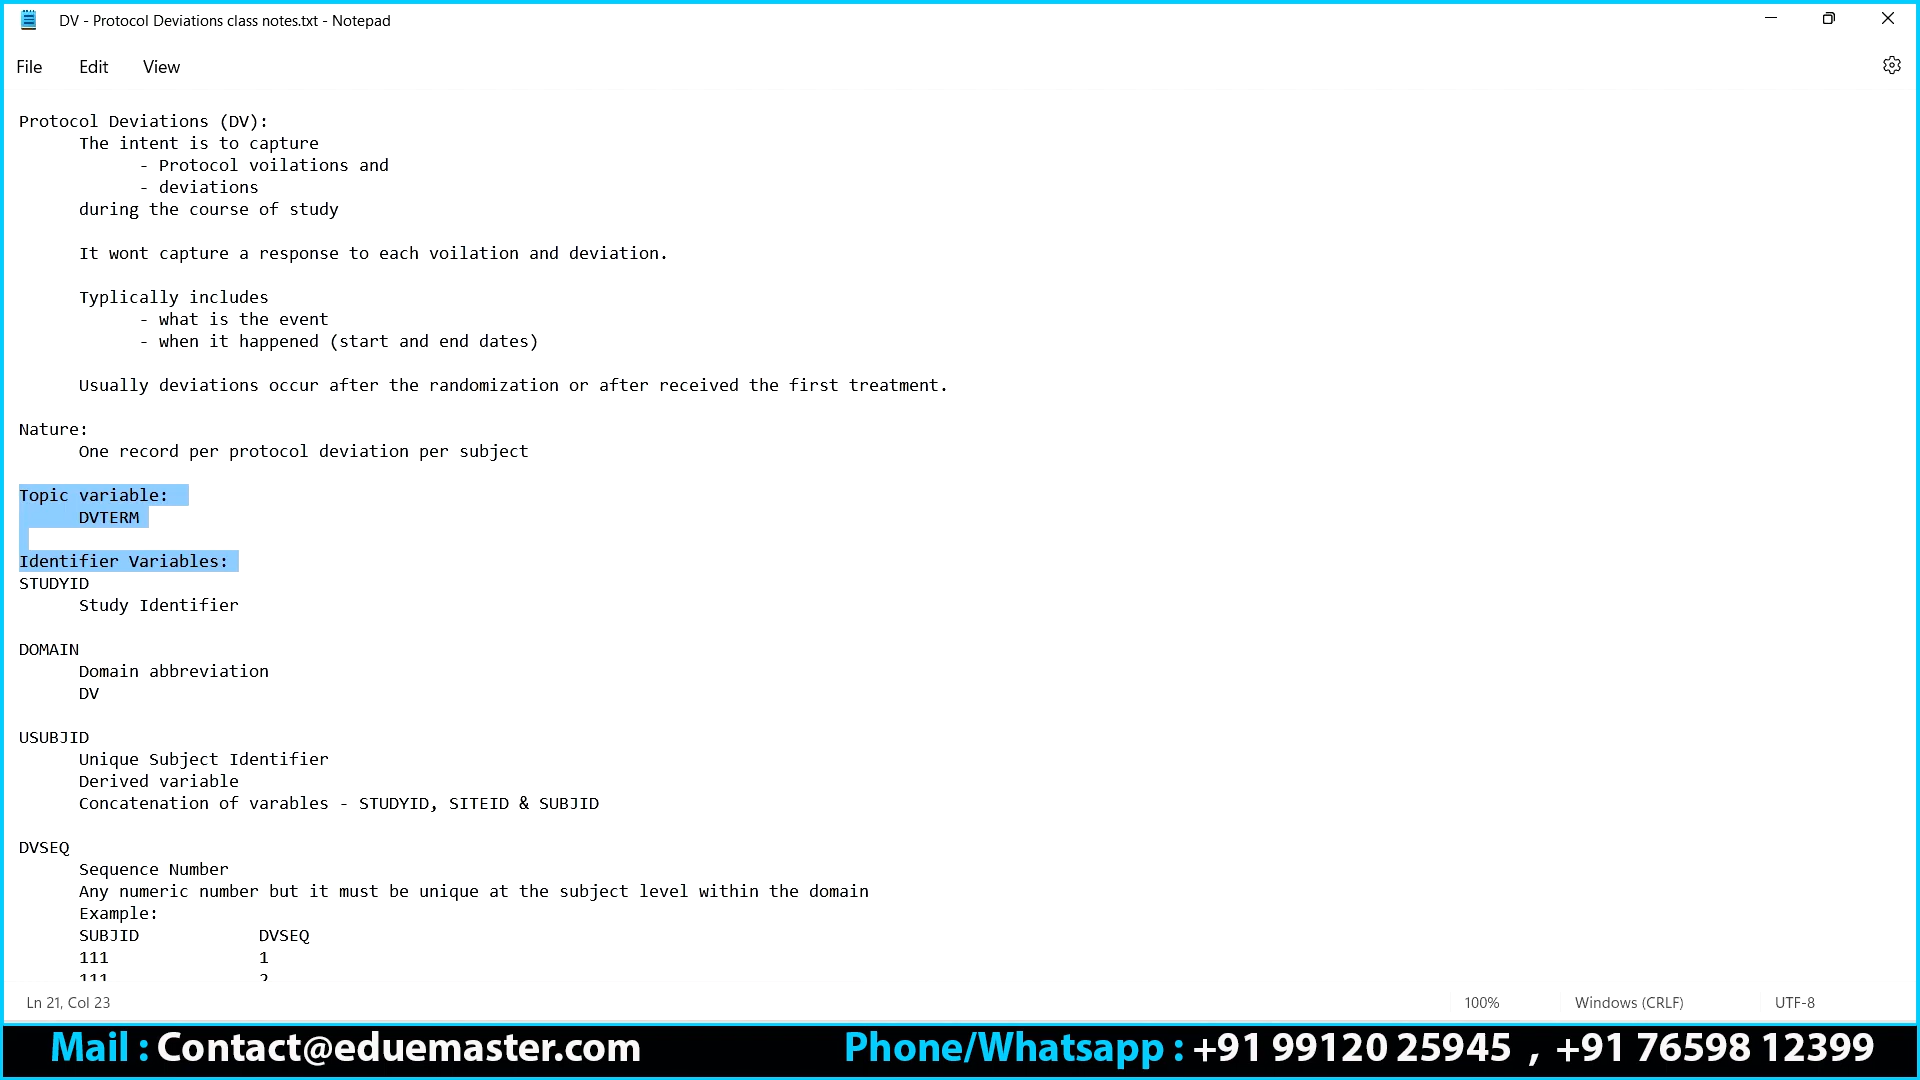 DV - Protocol Deviations class notes.txt - Notepad
File Edit View
Protocol Deviations (DV):
The intent is to capture
- Protocol voilations and
- deviations
during the course of study
It wont capture a response to each voilation and deviation.
Typlically includes
- what is the event
- when it happened (start and end dates)
Usually deviations occur after the randomization or after received the first treatment.
Nature:
One record per protocol deviation per subject
Topic variable:
DVTERM
Identifier Variables:
STUDYID
Study Identifier
DOMAIN
Domain abbreviation
DV
USUBJID
Unique Subject Identifier
Derived variable
Concatenation of varables - STUDYID, SITEID & SUBJID
DVSEQ
Sequence Number
Any numeric number but it must be unique at the subject level within the domain
Example:
SUBJID DVSEQ
111 1
111 2
Ln 21, Col 23 100% Windows (CRLF) UTF-8
Mail : Contact@eduemaster.com Phone/Whatsapp : +91 99120 25945 , +91 76598 12399